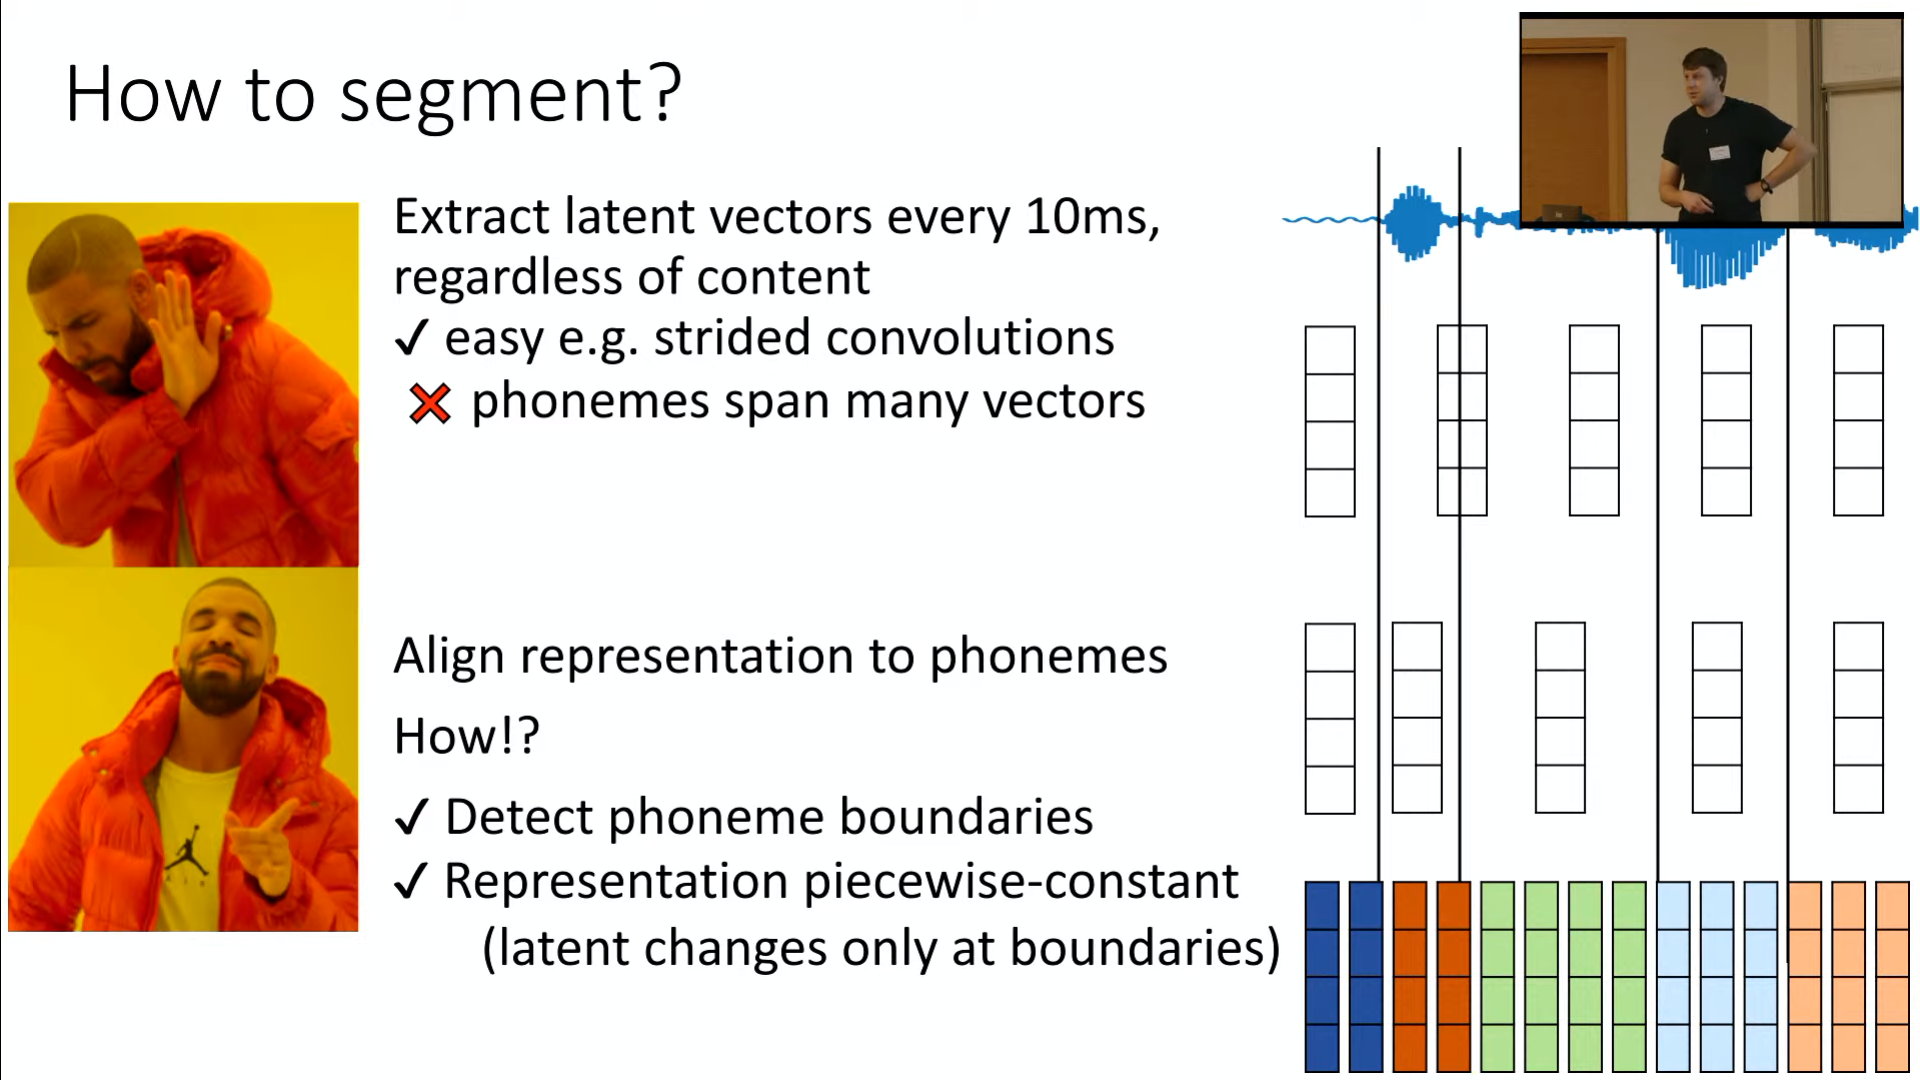 How to segment?
Extract latent vectors every 10ms,
regardless of content
✓ easy e.g. strided convolutions
✗ phonemes span many vectors
Align representation to phonemes
How!?
✓ Detect phoneme boundaries
✓ Representation piecewise-constant
(latent changes only at boundaries)